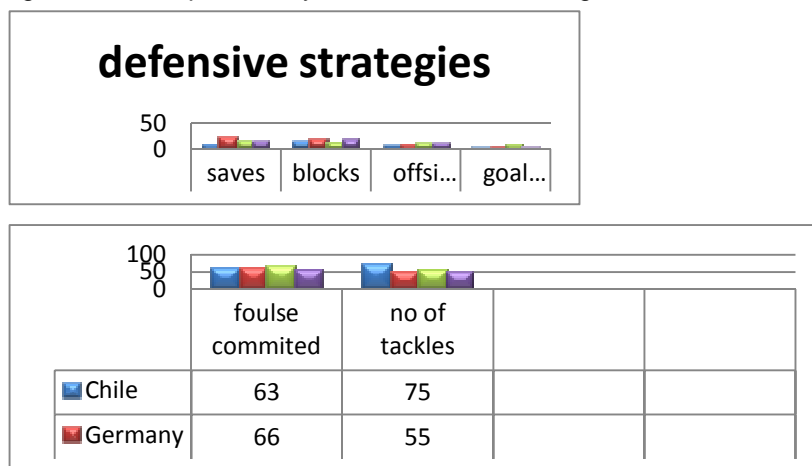 defensive strategies
50
0
saves blocks offsi... goal...
100
50
0
foulse
commited
no of
tackles
Chile 63 75
Germany 66 55